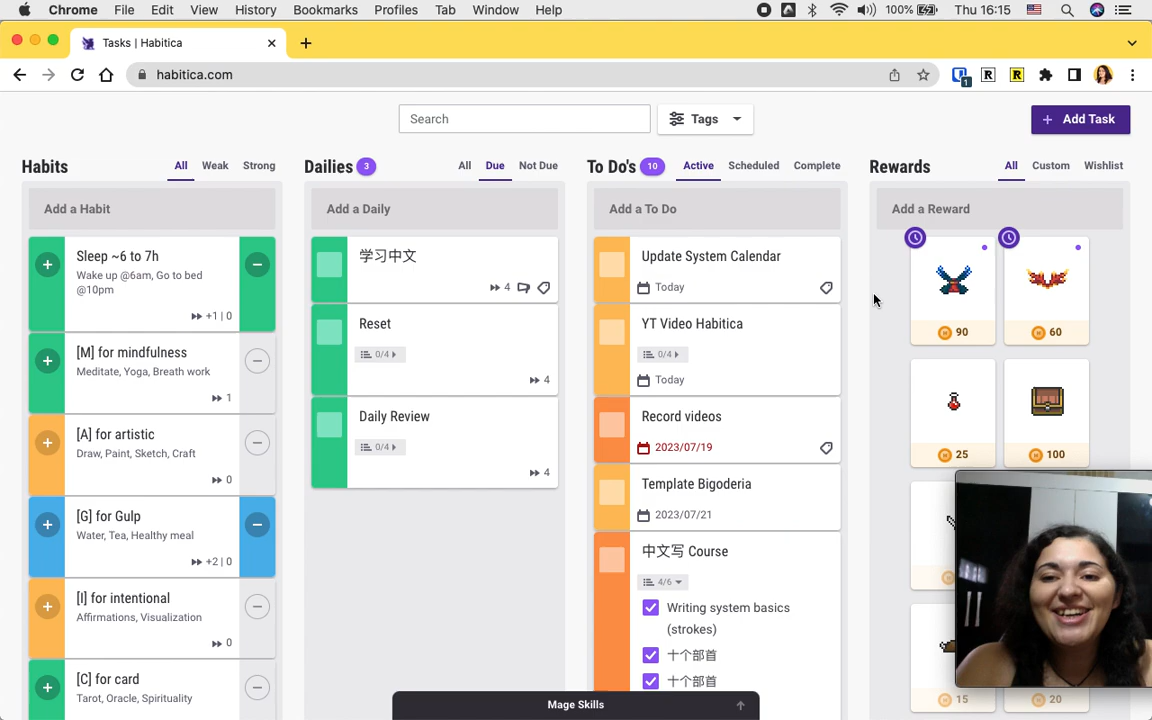 Chrome File Edit View History Bookmarks Profiles Tab Window Help 100% Thu 16:15
Tasks | Habitica
habitica.com
1
Search
Tags
Add Task
Habits All Weak Strong
Add a Habit
Sleep ~6 to 7h
Wake up @6am, Go to bed
@10pm
+1 | 0
[M] for mindfulness
Meditate, Yoga, Breath work
1
[A] for artistic
Draw, Paint, Sketch, Craft
0
[G] for Gulp
Water, Tea, Healthy meal
+2 | 0
[I] for intentional
Affirmations, Visualization
0
[C] for card
Tarot, Oracle, Spirituality
Dailies 3 All Due Not Due
Add a Daily
学习中文
4
Reset
0/4
4
Daily Review
0/4
4
To Do's 10 Active Scheduled Complete
Add a To Do
Update System Calendar
Today
YT Video Habitica
0/4
Today
Record videos
2023/07/19
Template Bigoderia
2023/07/21
中文写 Course
4/6
Writing system basics
(strokes)
十个部首
十个部首
Rewards All Custom Wishlist
Add a Reward
90 60
25 100
15 20
Mage Skills
R R